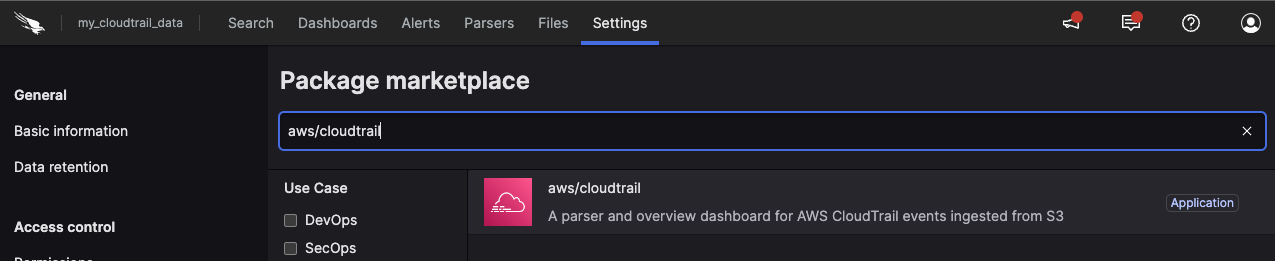 my_cloudtrail_data
Search
Dashboards
Alerts
Parsers
Files
Settings
General
Basic information
Data retention
Access control
Permissions
Package marketplace
aws/cloudtrail
Use Case
DevOps
SecOps
aws/cloudtrail
A parser and overview dashboard for AWS CloudTrail events ingested from S3
Application